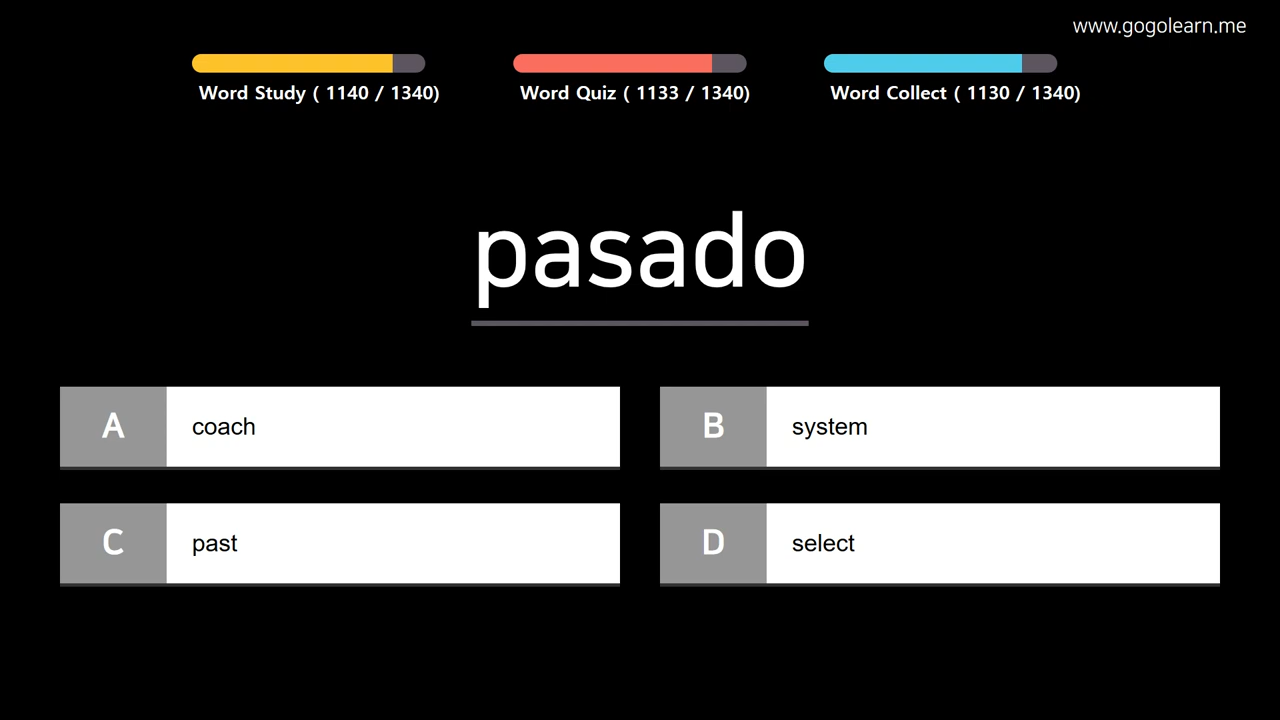 www.gogolearn.me
Word Study ( 1140 / 1340)
Word Quiz ( 1133 / 1340)
Word Collect ( 1130 / 1340)
pasado
A coach
B system
C past
D select